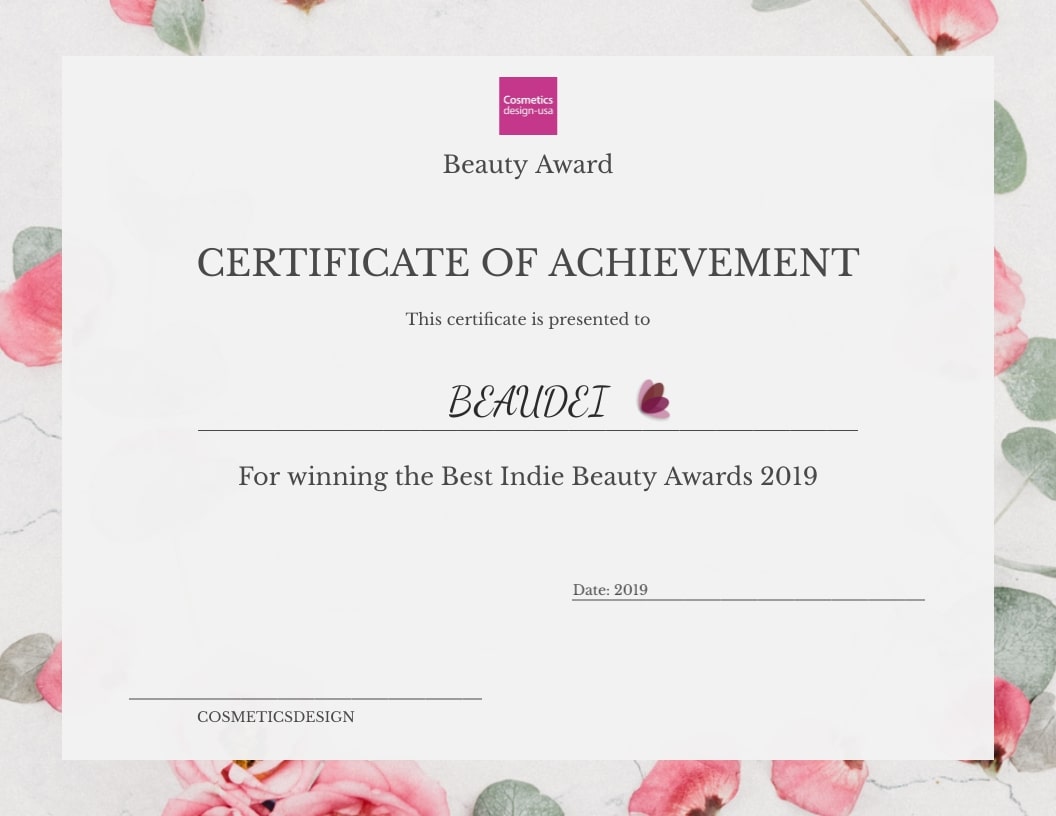 Cosmetics
design-usa
Beauty Award
CERTIFICATE OF ACHIEVEMENT
This certificate is presented to
BEAUDEI
For winning the Best Indie Beauty Awards 2019
Date: 2019
COSMETICSDESIGN